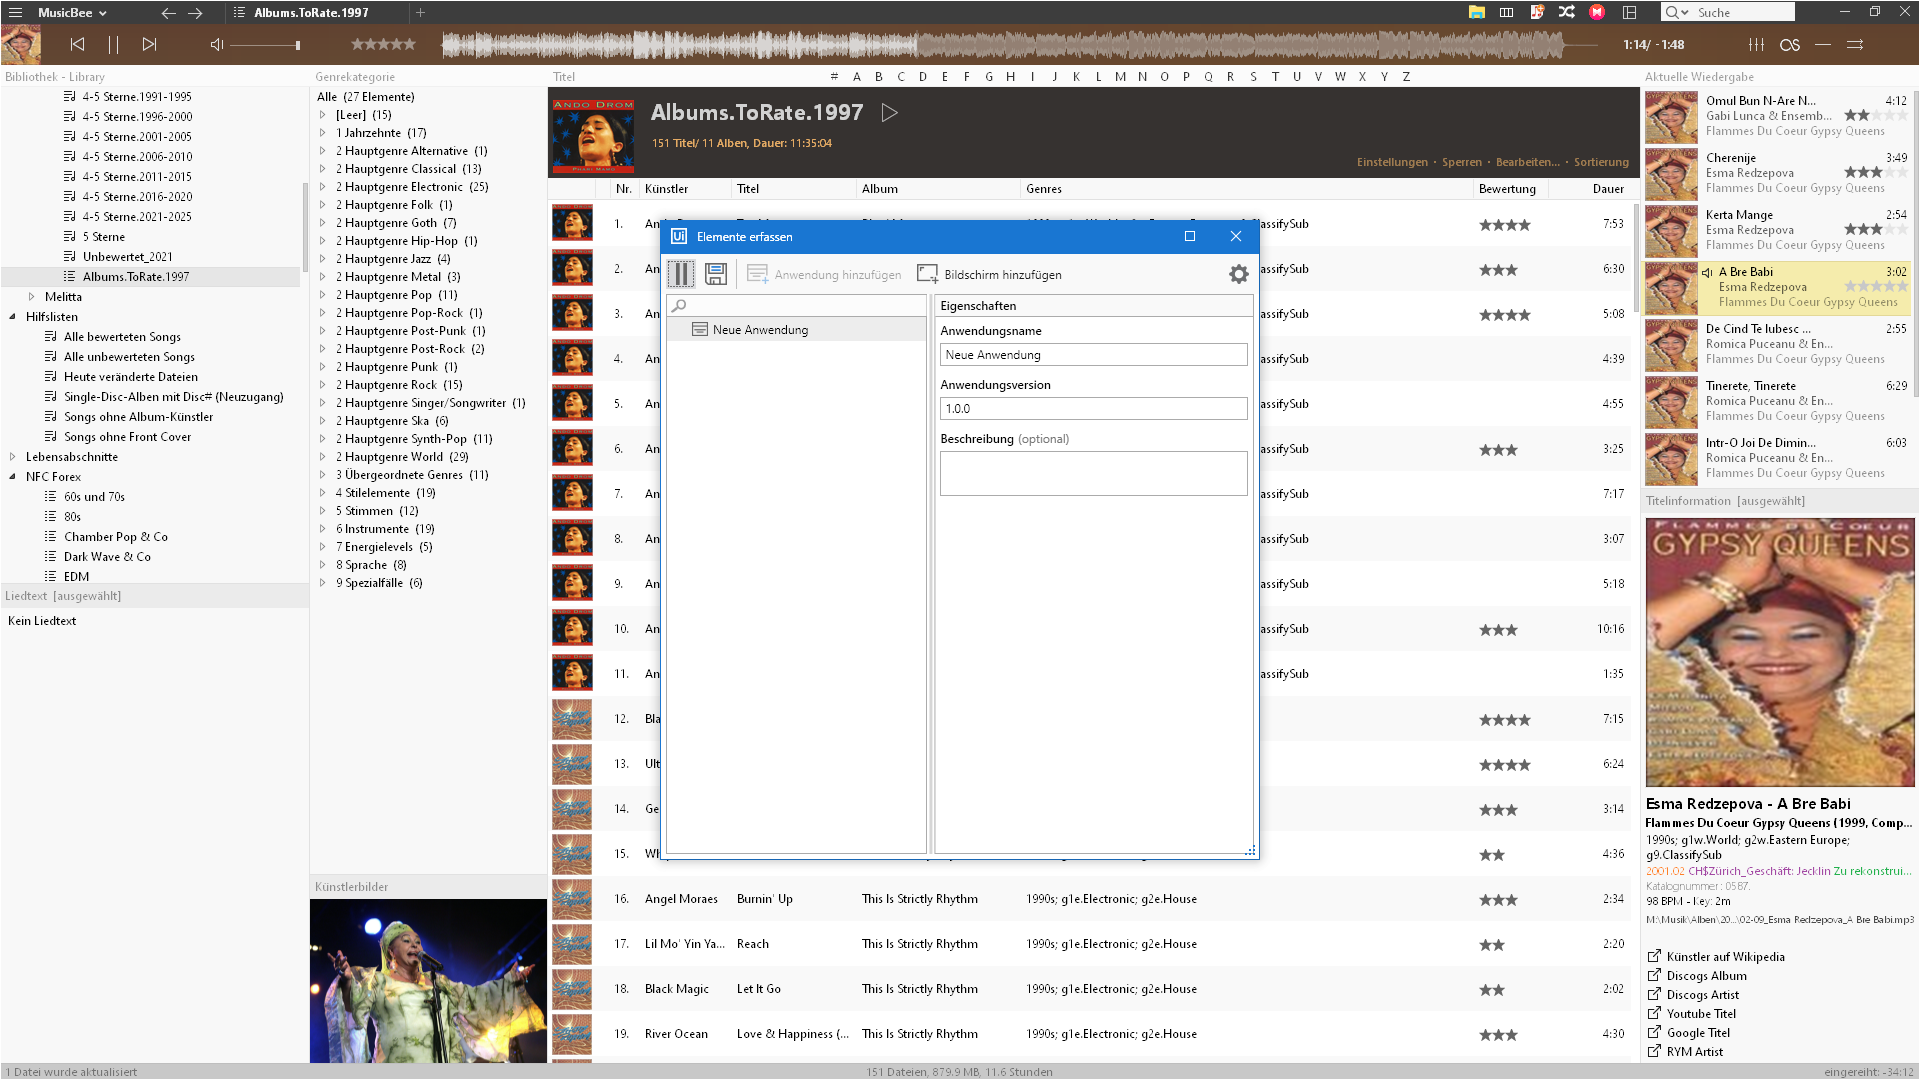 MusicBee
Albums.ToRate.1997
Suche
1:14/ -1:48
Bibliothek - Library
4-5 Sterne.1991-1995
4-5 Sterne.1996-2000
4-5 Sterne.2001-2005
4-5 Sterne.2006-2010
4-5 Sterne.2011-2015
4-5 Sterne.2016-2020
4-5 Sterne.2021-2025
5 Sterne
Unbewertet_2021
Albums.ToRate.1997
Melitta
Hilfslisten
Alle bewerteten Songs
Alle unbewerteten Songs
Heute veränderte Dateien
Single-Disc-Alben mit Disc# (Neuzugang)
Songs ohne Album-Künstler
Songs ohne Front Cover
Lebensabschnitte
NFC Forex
60s und 70s
80s
Chamber Pop & Co
Dark Wave & Co
EDM
Liedtext [ausgewählt]
Kein Liedtext
Genrekategorie
Alle (27 Elemente)
[Leer] (15)
1 Jahrzehnte (17)
2 Hauptgenre Alternative (1)
2 Hauptgenre Classical (13)
2 Hauptgenre Electronic (25)
2 Hauptgenre Folk (1)
2 Hauptgenre Goth (7)
2 Hauptgenre Hip-Hop (1)
2 Hauptgenre Jazz (4)
2 Hauptgenre Metal (3)
2 Hauptgenre Pop (11)
2 Hauptgenre Pop-Rock (1)
2 Hauptgenre Post-Punk (1)
2 Hauptgenre Post-Rock (2)
2 Hauptgenre Punk (1)
2 Hauptgenre Rock (15)
2 Hauptgenre Singer/Songwriter (1)
2 Hauptgenre Ska (6)
2 Hauptgenre Synth-Pop (11)
2 Hauptgenre World (29)
3 Übergeordnete Genres (11)
4 Stilelemente (19)
5 Stimmen (12)
6 Instrumente (19)
7 Energielevels (5)
8 Sprache (8)
9 Spezialfälle (6)
Künstlerbilder
Titel
# A B C D E F G H I J K L M N O P Q R S T U V W X Y Z
ANDO DROM
Albums.ToRate.1997
151 Titel/ 11 Alben, Dauer: 11:35:04
Einstellungen · Sperren · Bearbeiten... · Sortierung
Nr. Künstler Titel Album Genres Bewertung Dauer
1. An assifySub 7:53
2. An assifySub 6:30
3. An assifySub 5:08
4. An assifySub 4:39
5. An assifySub 4:55
6. An assifySub 3:25
7. An assifySub 7:17
8. An assifySub 3:07
9. An assifySub 5:18
10. An assifySub 10:16
11. An assifySub 1:35
12. Bla 7:15
13. Ult 6:24
14. Ge 3:14
15. Wh 4:36
16. Angel Moraes Burnin' Up This Is Strictly Rhythm 1990s; g1e.Electronic; g2e.House 2:34
17. Lil Mo' Yin Ya... Reach This Is Strictly Rhythm 1990s; g1e.Electronic; g2e.House 2:20
18. Black Magic Let It Go This Is Strictly Rhythm 1990s; g1e.Electronic; g2e.House 2:02
19. River Ocean Love & Happiness (... This Is Strictly Rhythm 1990s; g1e.Electronic; g2e.House 4:30
Ui Elemente erfassen
Anwendung hinzufügen
Bildschirm hinzufügen
Neue Anwendung
Eigenschaften
Anwendungsname
Neue Anwendung
Anwendungsversion
1.0.0
Beschreibung (optional)
Aktuelle Wiedergabe
Omul Bun N-Are N... 4:12
Gabi Lunca & Ensemb...
Flammes Du Coeur Gypsy Queens
Cherenije 3:49
Esma Redzepova
Flammes Du Coeur Gypsy Queens
Kerta Mange 2:54
Esma Redzepova
Flammes Du Coeur Gypsy Queens
A Bre Babi 3:02
Esma Redzepova
Flammes Du Coeur Gypsy Queens
De Cind Te Iubesc ... 2:55
Romica Puceanu & En...
Flammes Du Coeur Gypsy Queens
Tinerete, Tinerete 6:29
Romica Puceanu & En...
Flammes Du Coeur Gypsy Queens
Intr-O Joi De Dimin... 6:03
Romica Puceanu & En...
Flammes Du Coeur Gypsy Queens
Titelinformation [ausgewählt]
FLAMMES DU CŒUR
GYPSY QUEENS
Esma Redzepova - A Bre Babi
Flammes Du Coeur Gypsy Queens (1999, Comp...
1990s; g1w.World; g2w.Eastern Europe;
g9.ClassifySub
2001.02 CH$Zürich_Geschäft: Jecklin Zu rekonstrui...
Katalognummer: 0587.
98 BPM - Key: 2m
M:\Musik\Alben\20...\02-09_Esma Redzepova_A Bre Babi.mp3
Künstler auf Wikipedia
Discogs Album
Discogs Artist
Youtube Titel
Google Titel
RYM Artist
1 Datei wurde aktualisiert
151 Dateien, 879.9 MB, 11.6 Stunden
eingereiht: -34:12